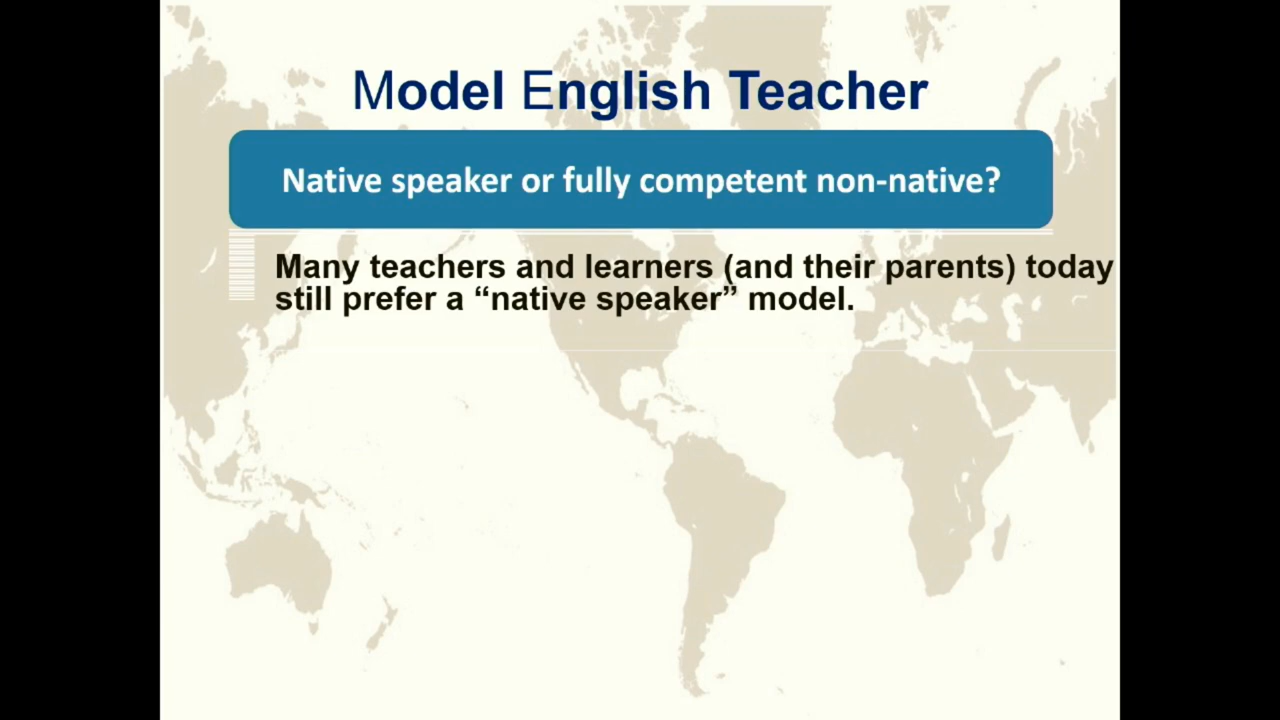 Model English Teacher
Native speaker or fully competent non-native?
Many teachers and learners (and their parents) today
still prefer a “native speaker” model.